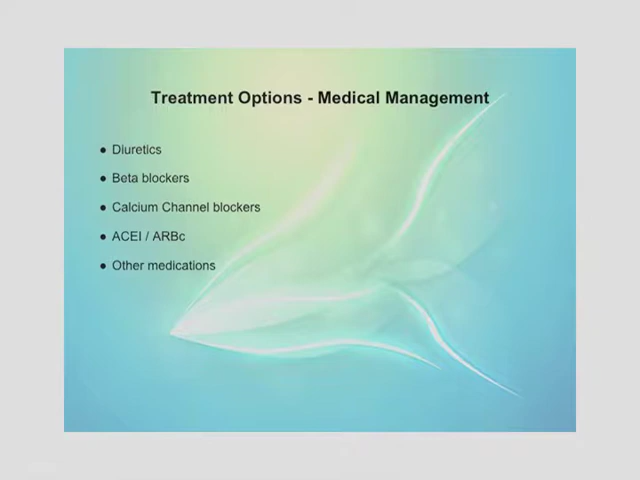 Treatment Options - Medical Management
● Diuretics
● Beta blockers
● Calcium Channel blockers
● ACEI / ARBc
● Other medications